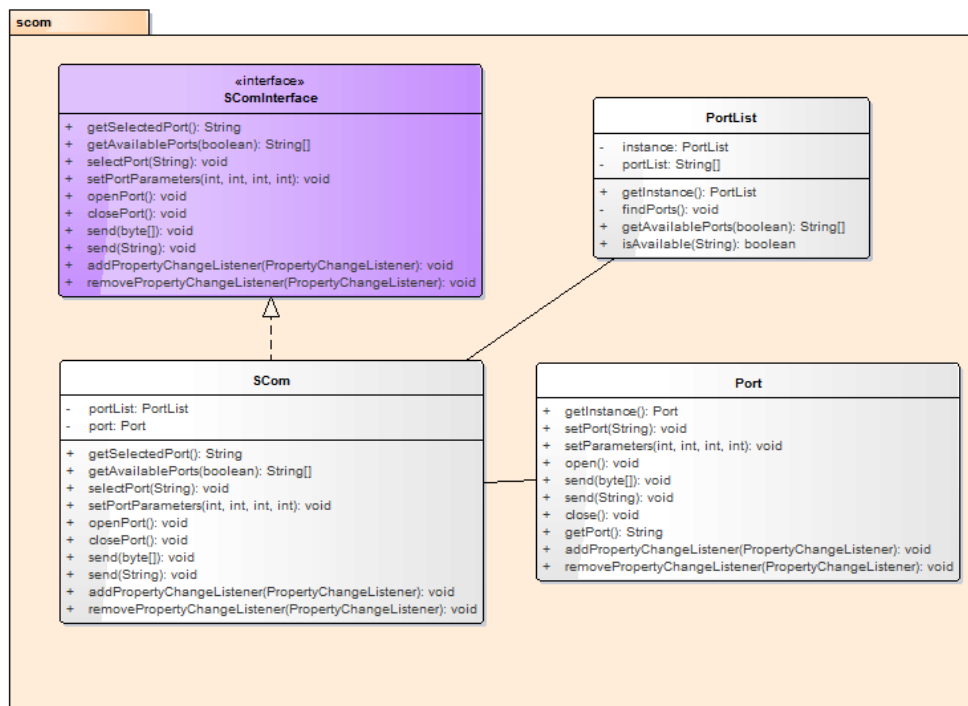 scom
«interface»
SComInterface
+ getSelectedPort(): String
+ getAvailablePorts(boolean): String[]
+ selectPort(String): void
+ setPortParameters(int, int, int, int): void
+ openPort(): void
+ closePort(): void
+ send(byte[]): void
+ send(String): void
+ addPropertyChangeListener(PropertyChangeListener): void
+ removePropertyChangeListener(PropertyChangeListener): void
PortList
- instance: PortList
- portList: String[]
+ getInstance(): PortList
- findPorts(): void
+ getAvailablePorts(boolean): String[]
+ isAvailable(String): boolean
SCom
- portList: PortList
- port: Port
+ getSelectedPort(): String
+ getAvailablePorts(boolean): String[]
+ selectPort(String): void
+ setPortParameters(int, int, int, int): void
+ openPort(): void
+ closePort(): void
+ send(byte[]): void
+ send(String): void
+ addPropertyChangeListener(PropertyChangeListener): void
+ removePropertyChangeListener(PropertyChangeListener): void
Port
+ getInstance(): Port
+ setPort(String): void
+ setParameters(int, int, int, int): void
+ open(): void
+ send(byte[]): void
+ send(String): void
+ close(): void
+ getPort(): String
+ addPropertyChangeListener(PropertyChangeListener): void
+ removePropertyChangeListener(PropertyChangeListener): void